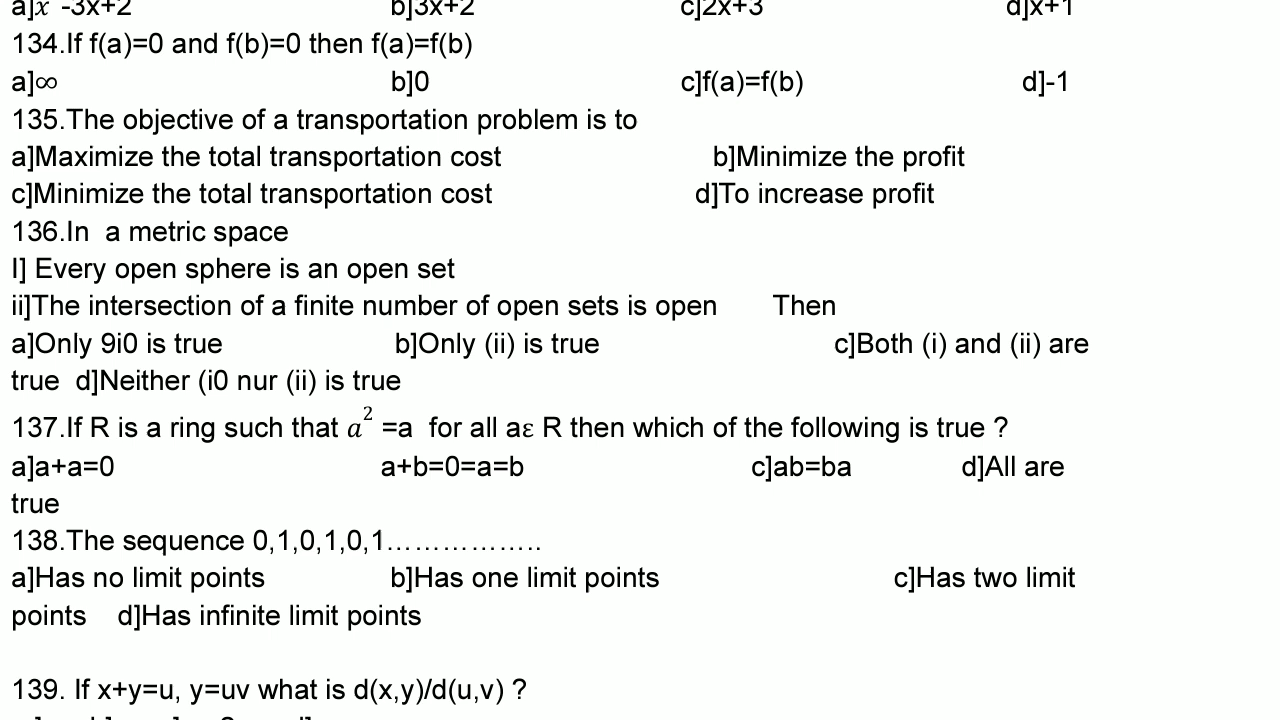 a]x -3x+2 b]3x+2 c]2x+3 d]x+1
134.If f(a)=0 and f(b)=0 then f(a)=f(b)
a]∞ b]0 c]f(a)=f(b) d]-1
135.The objective of a transportation problem is to
a]Maximize the total transportation cost b]Minimize the profit
c]Minimize the total transportation cost d]To increase profit
136.In a metric space
I] Every open sphere is an open set
ii]The intersection of a finite number of open sets is open Then
a]Only 9i0 is true b]Only (ii) is true c]Both (i) and (ii) are
true d]Neither (i0 nur (ii) is true
137.If R is a ring such that a² =a for all aε R then which of the following is true ?
a]a+a=0 a+b=0=a=b c]ab=ba d]All are
true
138.The sequence 0,1,0,1,0,1……………..
a]Has no limit points b]Has one limit points c]Has two limit
points d]Has infinite limit points
139. If x+y=u, y=uv what is d(x,y)/d(u,v) ?